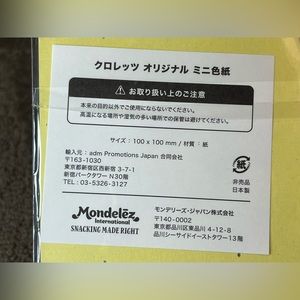 クロレッツ オリジナル ミニ色紙
お取り扱い上のご注意
本来の目的以外でご使用にならないでください。
高温になる場所や湿気の多い場所での保管は避けてください。
サイズ:100 x 100 mm / 材質:紙
輸入元:adm Promotions Japan 合同会社
〒163-1030
東京都新宿区西新宿 3-7-1
新宿パークタワー N30階
TEL: 03-5326-3127
紙
非売品
日本製
Mondelēz
International
SNACKING MADE RIGHT
モンデリーズ・ジャパン株式会社
〒140-0002
東京都品川区東品川 4-12-8
品川シーサイドイーストタワー 13階